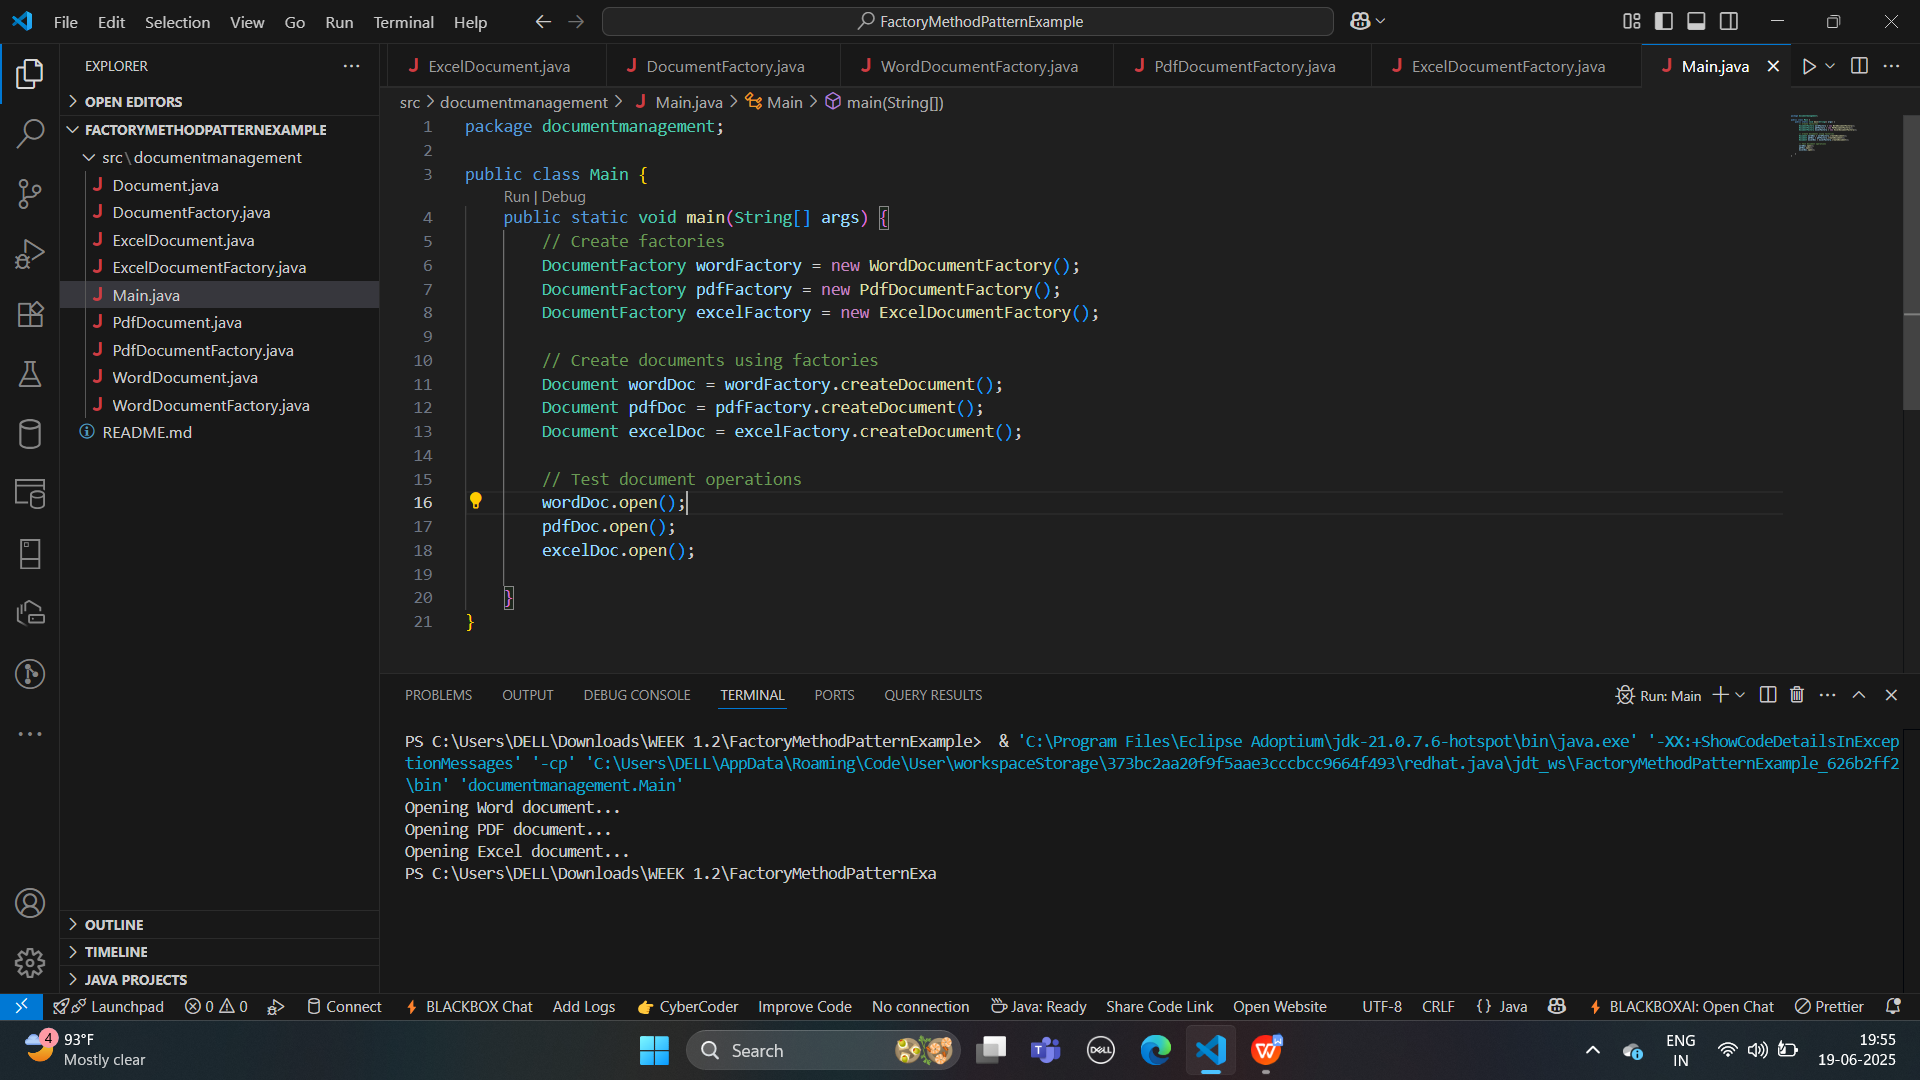 File Edit Selection View Go Run Terminal Help
FactoryMethodPatternExample
EXPLORER
OPEN EDITORS
FACTORYMETHODPATTERNEXAMPLE
src\documentmanagement
Document.java
DocumentFactory.java
ExcelDocument.java
ExcelDocumentFactory.java
Main.java
PdfDocument.java
PdfDocumentFactory.java
WordDocument.java
WordDocumentFactory.java
README.md
OUTLINE
TIMELINE
JAVA PROJECTS
ExcelDocument.java DocumentFactory.java WordDocumentFactory.java PdfDocumentFactory.java ExcelDocumentFactory.java Main.java
src > documentmanagement > Main.java > Main > main(String[])
1 package documentmanagement;
2
3 public class Main {
Run | Debug
4 public static void main(String[] args) {
5 // Create factories
6 DocumentFactory wordFactory = new WordDocumentFactory();
7 DocumentFactory pdfFactory = new PdfDocumentFactory();
8 DocumentFactory excelFactory = new ExcelDocumentFactory();
9
10 // Create documents using factories
11 Document wordDoc = wordFactory.createDocument();
12 Document pdfDoc = pdfFactory.createDocument();
13 Document excelDoc = excelFactory.createDocument();
14
15 // Test document operations
16 wordDoc.open();
17 pdfDoc.open();
18 excelDoc.open();
19
20 }
21 }
PROBLEMS OUTPUT DEBUG CONSOLE TERMINAL PORTS QUERY RESULTS
Run: Main
PS C:\Users\DELL\Downloads\WEEK 1.2\FactoryMethodPatternExample>  & 'C:\Program Files\Eclipse Adoptium\jdk-21.0.7.6-hotspot\bin\java.exe' '-XX:+ShowCodeDetailsInExcep
tionMessages' '-cp' 'C:\Users\DELL\AppData\Roaming\Code\User\workspaceStorage\373bc2aa20f9f5aae3cccbcc9664f493\redhat.java\jdt_ws\FactoryMethodPatternExample_626b2ff2
\bin' 'documentmanagement.Main'
Opening Word document...
Opening PDF document...
Opening Excel document...
PS C:\Users\DELL\Downloads\WEEK 1.2\FactoryMethodPatternExa
Launchpad 0 0 Connect BLACKBOX Chat Add Logs CyberCoder Improve Code No connection Java: Ready Share Code Link Open Website UTF-8 CRLF {} Java BLACKBOXAI: Open Chat Prettier
4
93°F
Mostly clear
Search
DELL
ENG
IN
19:55
19-06-2025